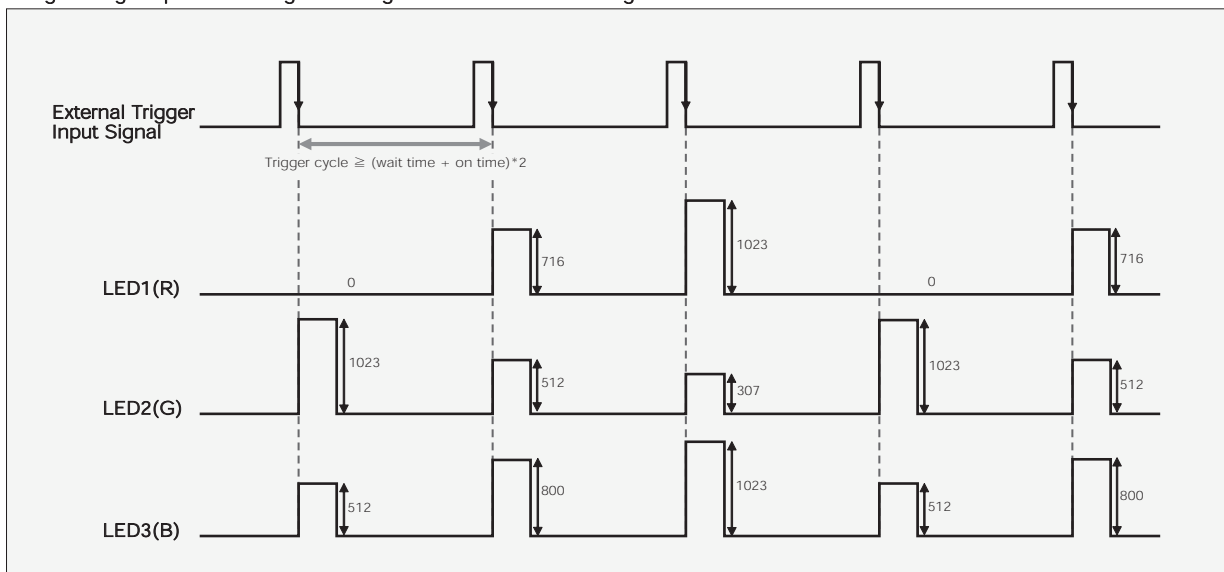 External Trigger
Input Signal
Trigger cycle ≧ (wait time + on time)*2
LED1(R)
0
716
1023
0
716
LED2(G)
1023
512
307
1023
512
LED3(B)
512
800
1023
512
800